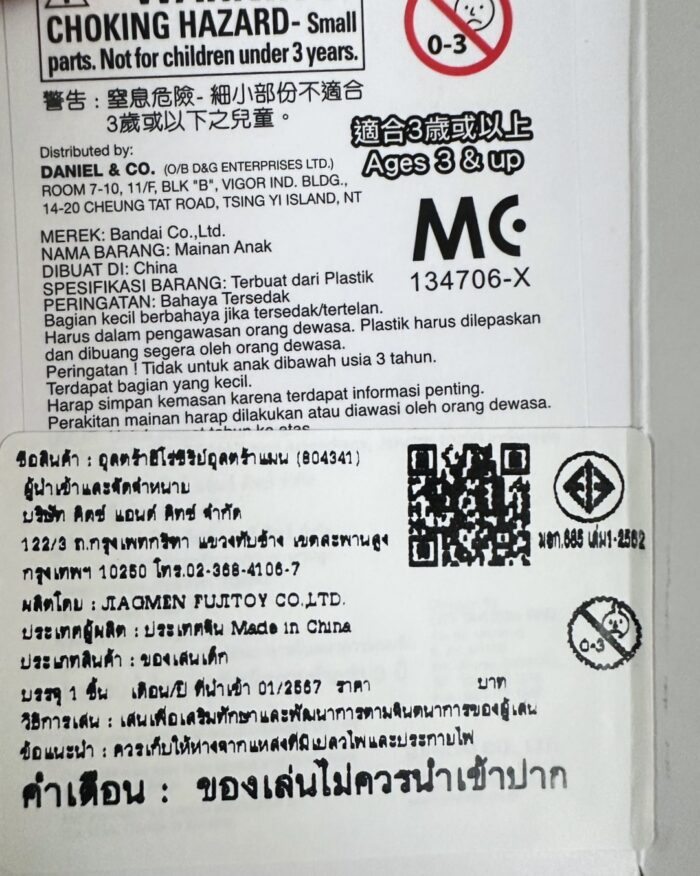 CHOKING HAZARD- Small
parts. Not for children under 3 years.
0-3
警告：窒息危險- 細小部份不適合
3歲或以下之兒童。
適合3歲或以上
Ages 3 & up
Distributed by:
DANIEL & CO. (O/B D&G ENTERPRISES LTD.)
ROOM 7-10, 11/F, BLK "B", VIGOR IND. BLDG.,
14-20 CHEUNG TAT ROAD, TSING YI ISLAND, NT
MC
134706-X
MEREK: Bandai Co.,Ltd.
NAMA BARANG: Mainan Anak
DIBUAT DI: China
SPESIFIKASI BARANG: Terbuat dari Plastik
PERINGATAN: Bahaya Tersedak
Bagian kecil berbahaya jika tersedak/tertelan.
Harus dalam pengawasan orang dewasa. Plastik harus dilepaskan
dan dibuang segera oleh orang dewasa.
Peringatan ! Tidak untuk anak dibawah usia 3 tahun.
Terdapat bagian yang kecil.
Harap simpan kemasan karena terdapat informasi penting.
Perakitan mainan harap dilakukan atau diawasi oleh orang dewasa.
ชื่อสินค้า : อุลตร้าฮีโร่ซีรีย์อุลตร้าแมน (804341)
ผู้นำเข้าและจัดจำหน่าย
บริษัท คิดซ์ แอนด์ คิทซ์ จำกัด
122/3 ถ.กรุงเทพกรีฑา แขวงทับช้าง เขตสะพานสูง
กรุงเทพฯ 10250 โทร.02-368-4106-7
มอก.685 เล่ม1-2562
ผลิตโดย : JIAOMEN FUJITOY CO.,LTD.
ประเทศผู้ผลิต : ประเทศจีน Made in China
ประเภทสินค้า : ของเล่นเด็ก
0-3
บรรจุ 1 ชิ้น เดือน/ปี ที่นำเข้า 01/2567 ราคา บาท
วิธีการเล่น : เล่นเพื่อเสริมทักษะและพัฒนาการตามจินตนาการของผู้เล่น
ข้อแนะนำ : ควรเก็บให้ห่างจากแหล่งที่มีเปลวไฟและประกายไฟ
คำเตือน : ของเล่นไม่ควรนำเข้าปาก